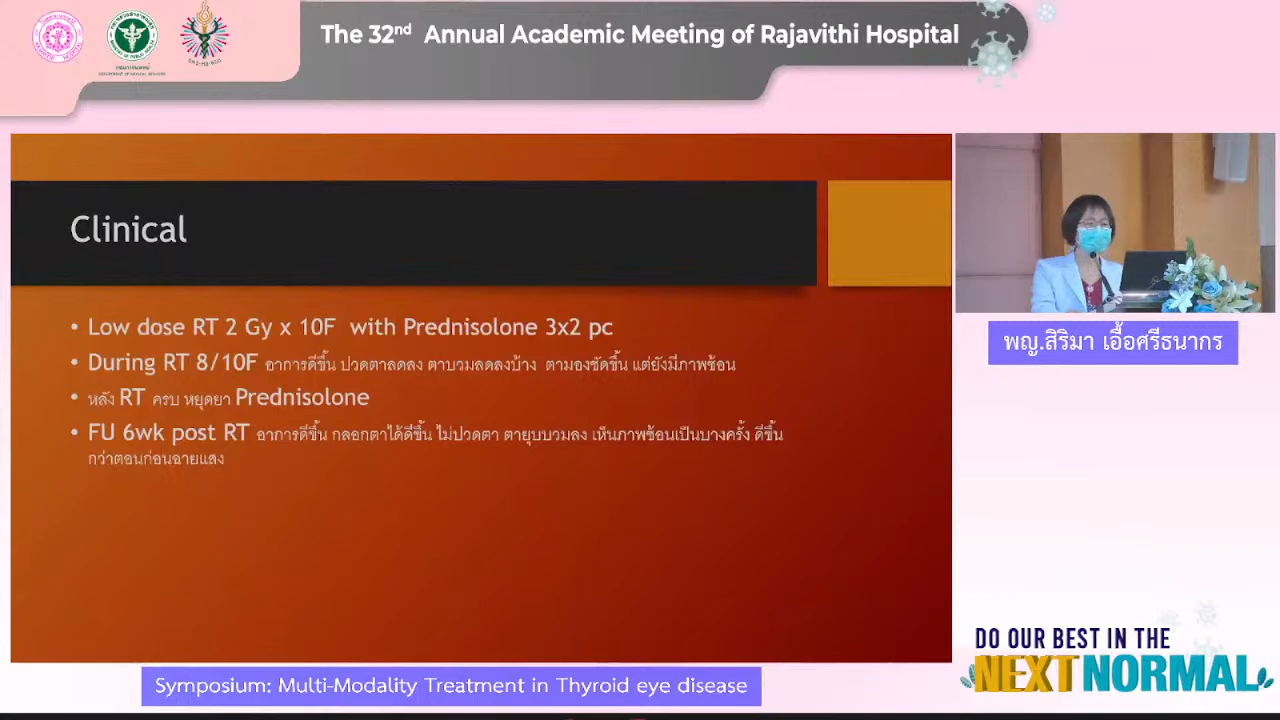 The 32nd Annual Academic Meeting of Rajavithi Hospital
Clinical
• Low dose RT 2 Gy x 10F with Prednisolone 3x2 pc
• During RT 8/10F อาการดีขึ้น ปวดตาลดลง ตาบวมลดลงบ้าง ตามองชัดขึ้น แต่ยังมีภาพซ้อน
• หลัง RT ครบ หยุดยา Prednisolone
• FU 6wk post RT อาการดีขึ้น กลอกตาได้ดีขึ้น ไม่ปวดตา ตายุบบวมลง เห็นภาพซ้อนเป็นบางครั้ง ดีขึ้น
กว่าตอนก่อนฉายแสง
พญ.สิริมา เอื้อศรีธนากร
DO OUR BEST IN THE
NEXT NORMAL
Symposium: Multi-Modality Treatment in Thyroid eye disease